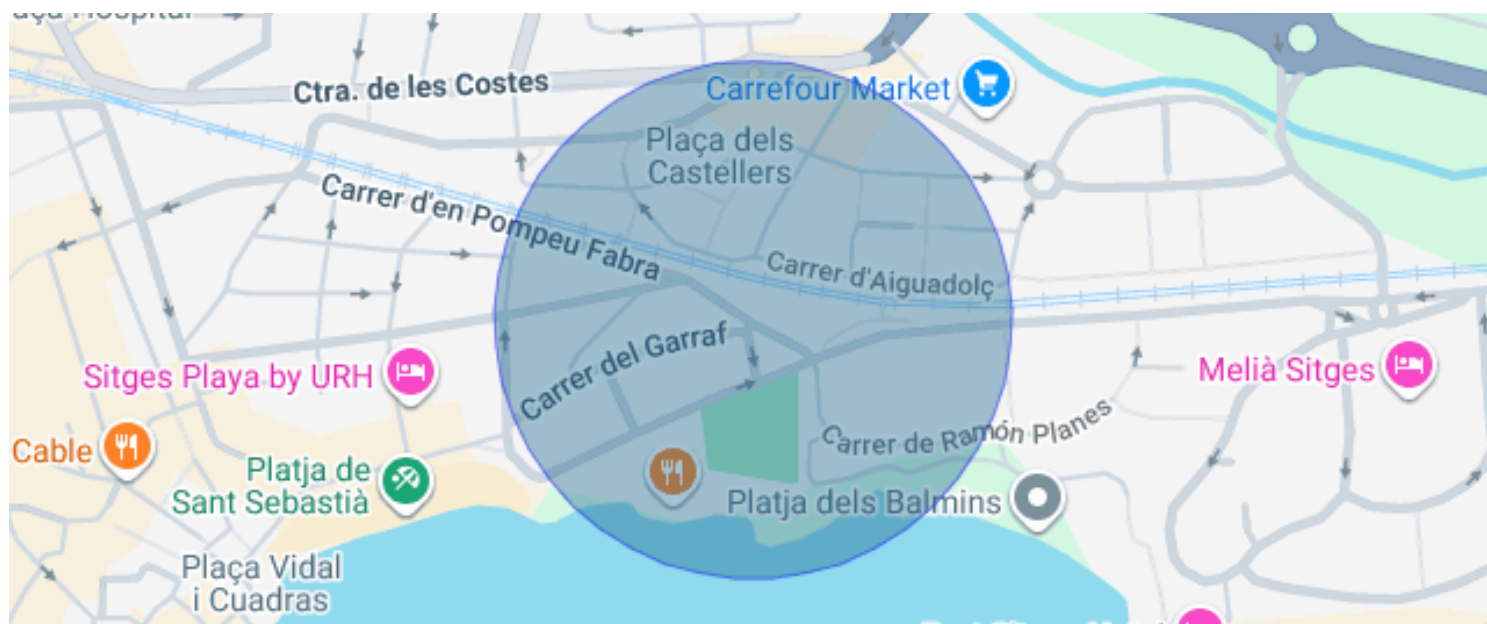 Hospital
Ctra. de les Costes
Carrefour Market
Plaça dels
Castellers
Carrer d'en Pompeu Fabra
Carrer d'Aiguadolç
Carrer del Garraf
Sitges Playa by URH
Melià Sitges
Carrer de Ramón Planes
Cable
Platja de
Sant Sebastià
Platja dels Balmins
Plaça Vidal
i Cuadras